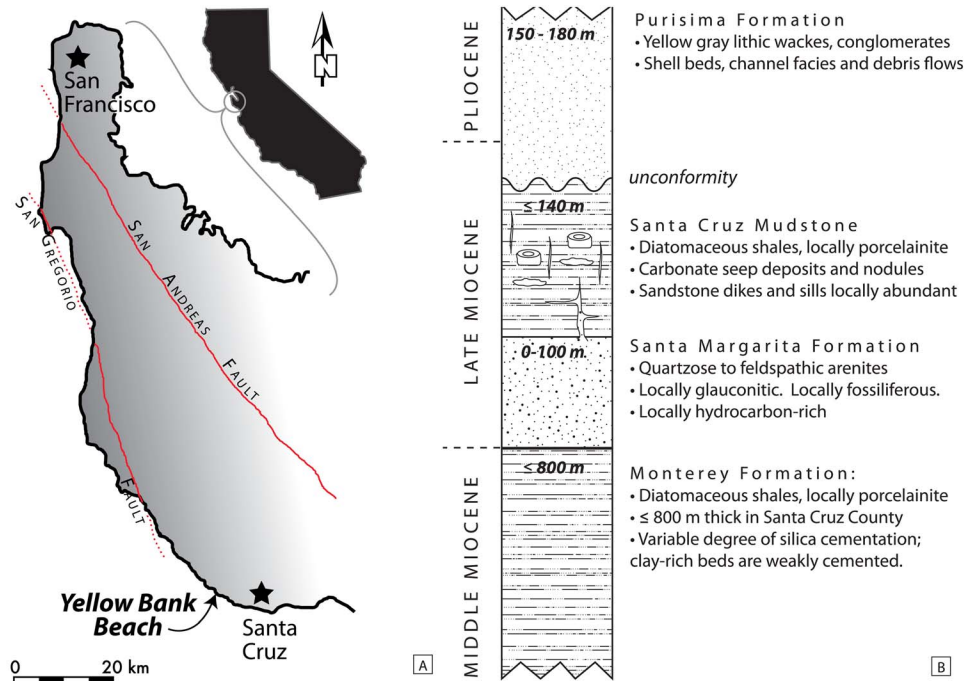 San
Francisco
N
SAN GREGORIO
FAULT
SAN ANDREAS FAULT
Yellow Bank
Beach
Santa
Cruz
0 20 km
A
PLIOCENE
LATE MIOCENE
MIDDLE MIOCENE
150 - 180 m
≤ 140 m
0-100 m
≤ 800 m
Purisima Formation
• Yellow gray lithic wackes, conglomerates
• Shell beds, channel facies and debris flows
unconformity
Santa Cruz Mudstone
• Diatomaceous shales, locally porcelainite
• Carbonate seep deposits and nodules
• Sandstone dikes and sills locally abundant
Santa Margarita Formation
• Quartzose to feldspathic arenites
• Locally glauconitic. Locally fossiliferous.
• Locally hydrocarbon-rich
Monterey Formation:
• Diatomaceous shales, locally porcelainite
• ≤ 800 m thick in Santa Cruz County
• Variable degree of silica cementation;
clay-rich beds are weakly cemented.
B